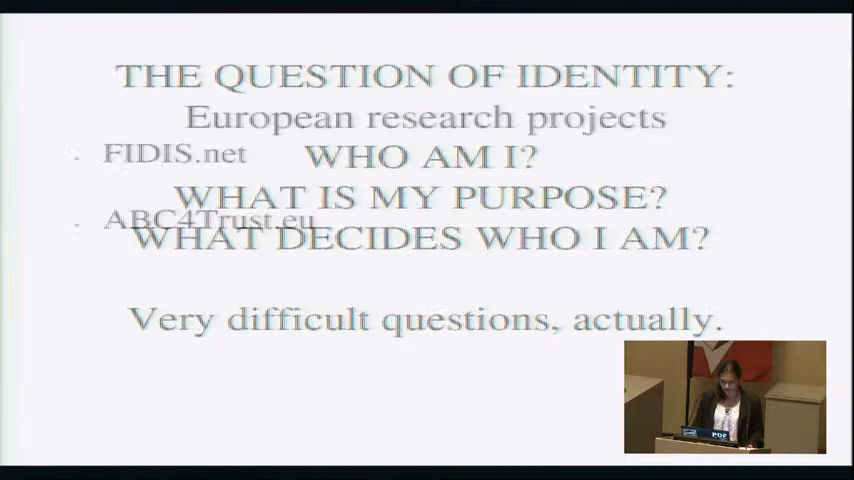 THE QUESTION OF IDENTITY:
European research projects
· FIDIS.net
WHO AM I?
WHAT IS MY PURPOSE?
· ABC4Trust.eu
WHAT DECIDES WHO I AM?
Very difficult questions, actually.